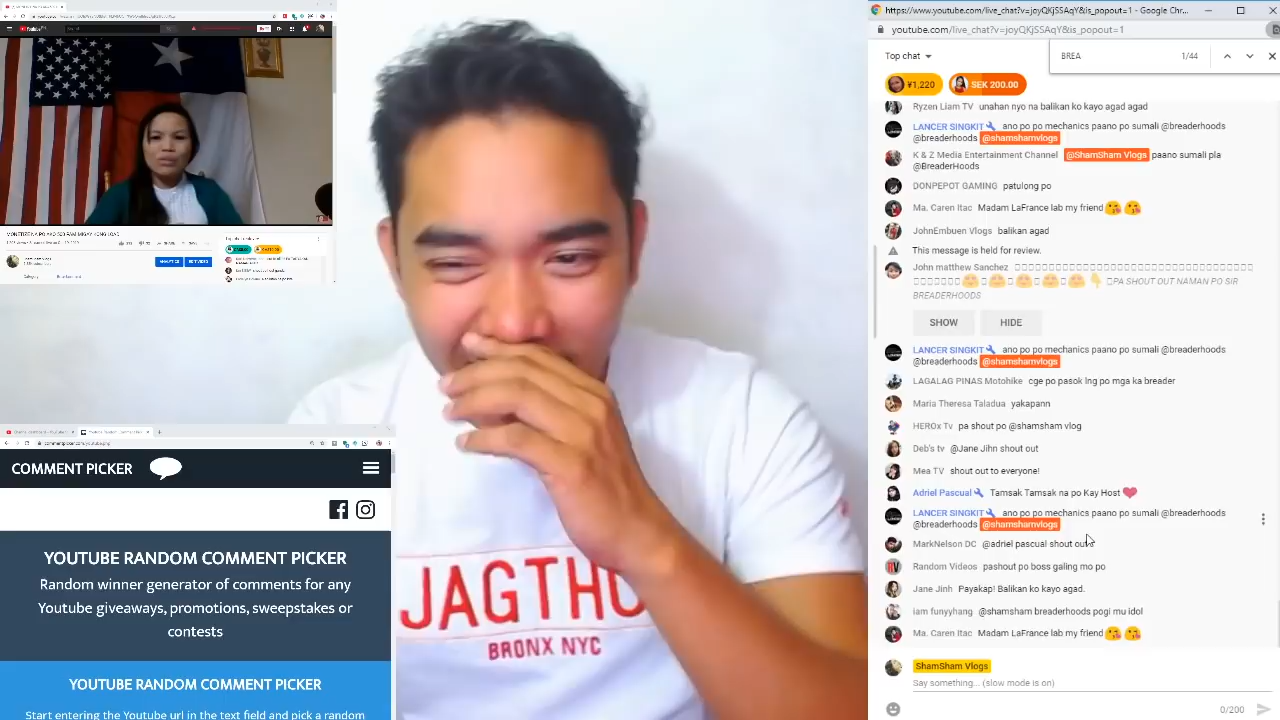 YouTube
Search
SHARE
ANALYTICS
EDIT VIDEO
Category
commentpicker.com/youtube.php
COMMENT PICKER
YOUTUBE RANDOM COMMENT PICKER
Random winner generator of comments for any
Youtube giveaways, promotions, sweepstakes or
contests
YOUTUBE RANDOM COMMENT PICKER
Start entering the Youtube url in the text field and pick a random
JAGTHO
BRONX NYC
https://www.youtube.com/live_chat?v=joyQKjSSAqY&is_popout=1 - Google Chr...
youtube.com/live_chat?v=joyQKjSSAqY&is_popout=1
Top chat
BREA 1/44
¥1,220
SEK 200.00
Ryzen Liam TV unahan nyo na balikan ko kayo agad agad
LANCER SINGKIT ano po po mechanics paano po sumali @breaderhoods
@breaderhoods @shamshamvlogs
K & Z Media Entertainment Channel @ShamSham Vlogs paano sumali pla
@BreaderHoods
DONPEPOT GAMING patulong po
Ma. Caren Itac Madam LaFrance lab my friend😘😘
JohnEmbuen Vlogs balikan agad
This message is held for review.
John matthew Sanchez
PA SHOUT OUT NAMAN PO SIR
BREADERHOODS
SHOW HIDE
LANCER SINGKIT ano po po mechanics paano po sumali @breaderhoods
@breaderhoods @shamshamvlogs
LAGALAG PINAS Motohike cge po pasok lng po mga ka breader
Maria Theresa Taladua yakapann
HEROx Tv pa shout po @shamsham vlog
Deb's tv @Jane Jihn shout out
Mea TV shout out to everyone!
Adriel Pascual Tamsak Tamsak na po Kay Host ❤
LANCER SINGKIT ano po po mechanics paano po sumali @breaderhoods
@breaderhoods @shamshamvlogs
MarkNelson DC @adriel pascual shout out
Random Videos pashout po boss galing mo po
Jane Jinh Payakap! Balikan ko kayo agad.
iam funyyhang @shamsham breaderhoods pogi mu idol
Ma. Caren Itac Madam LaFrance lab my friend😘😘
ShamSham Vlogs
Say something... (slow mode is on)
0/200